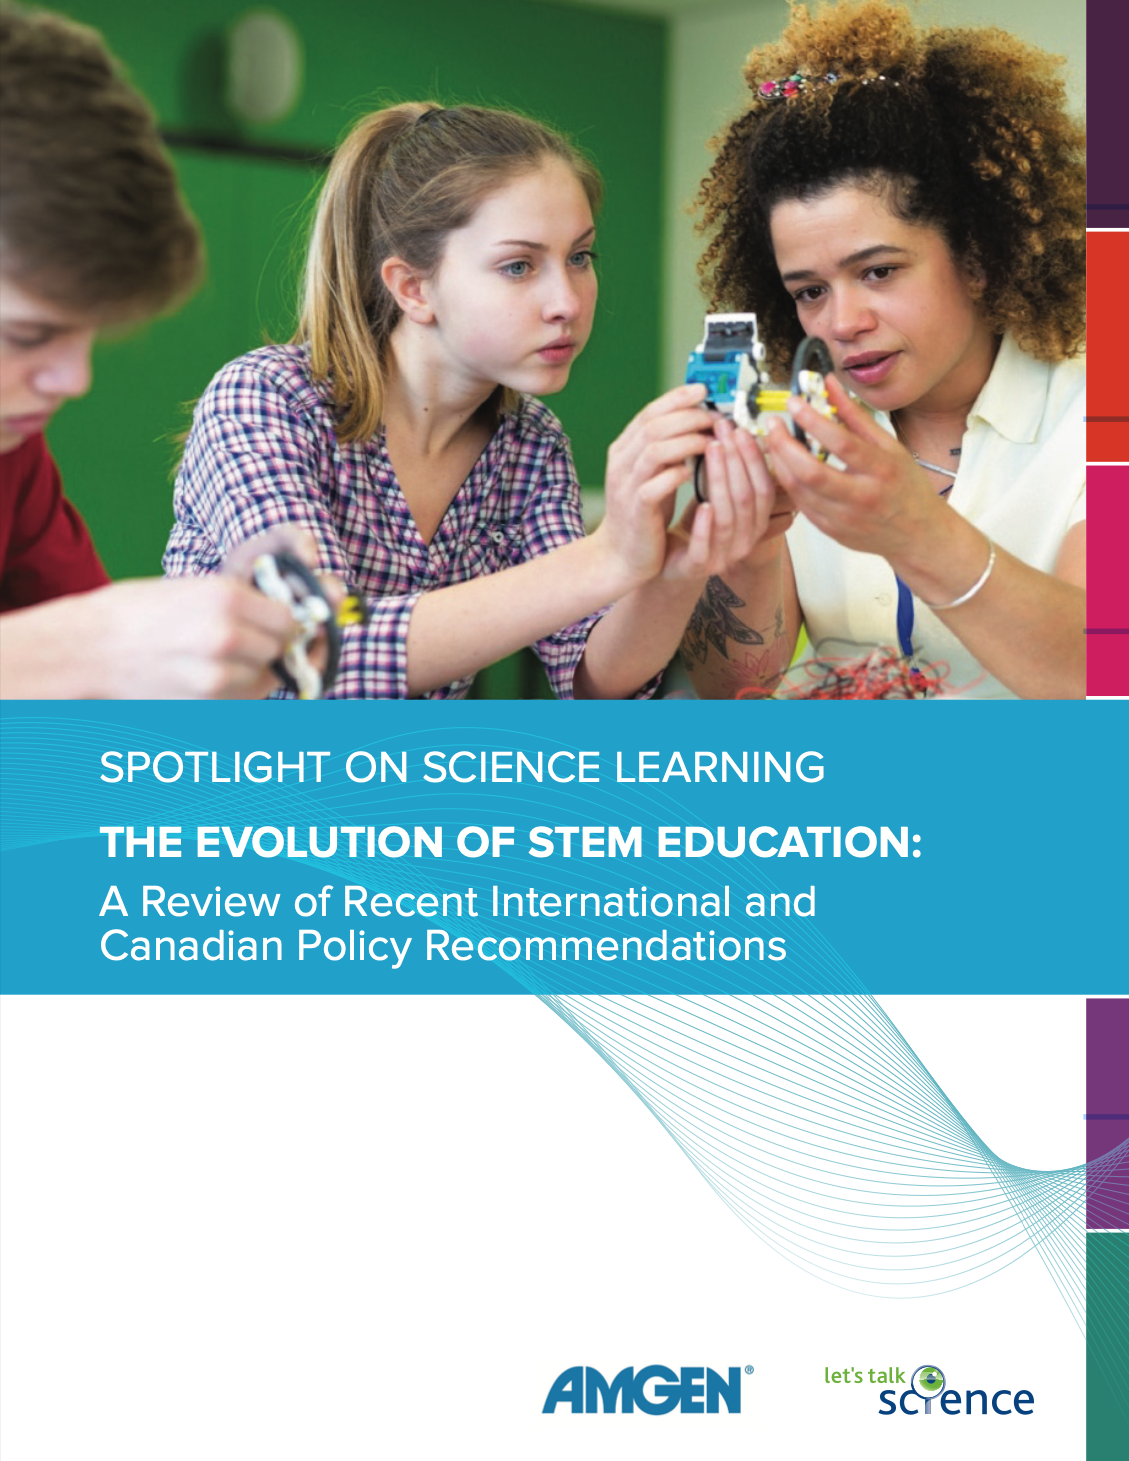 SPOTLIGHT ON SCIENCE LEARNING
THE EVOLUTION OF STEM EDUCATION:
A Review of Recent International and
Canadian Policy Recommendations
AMGEN®
let's talk
science